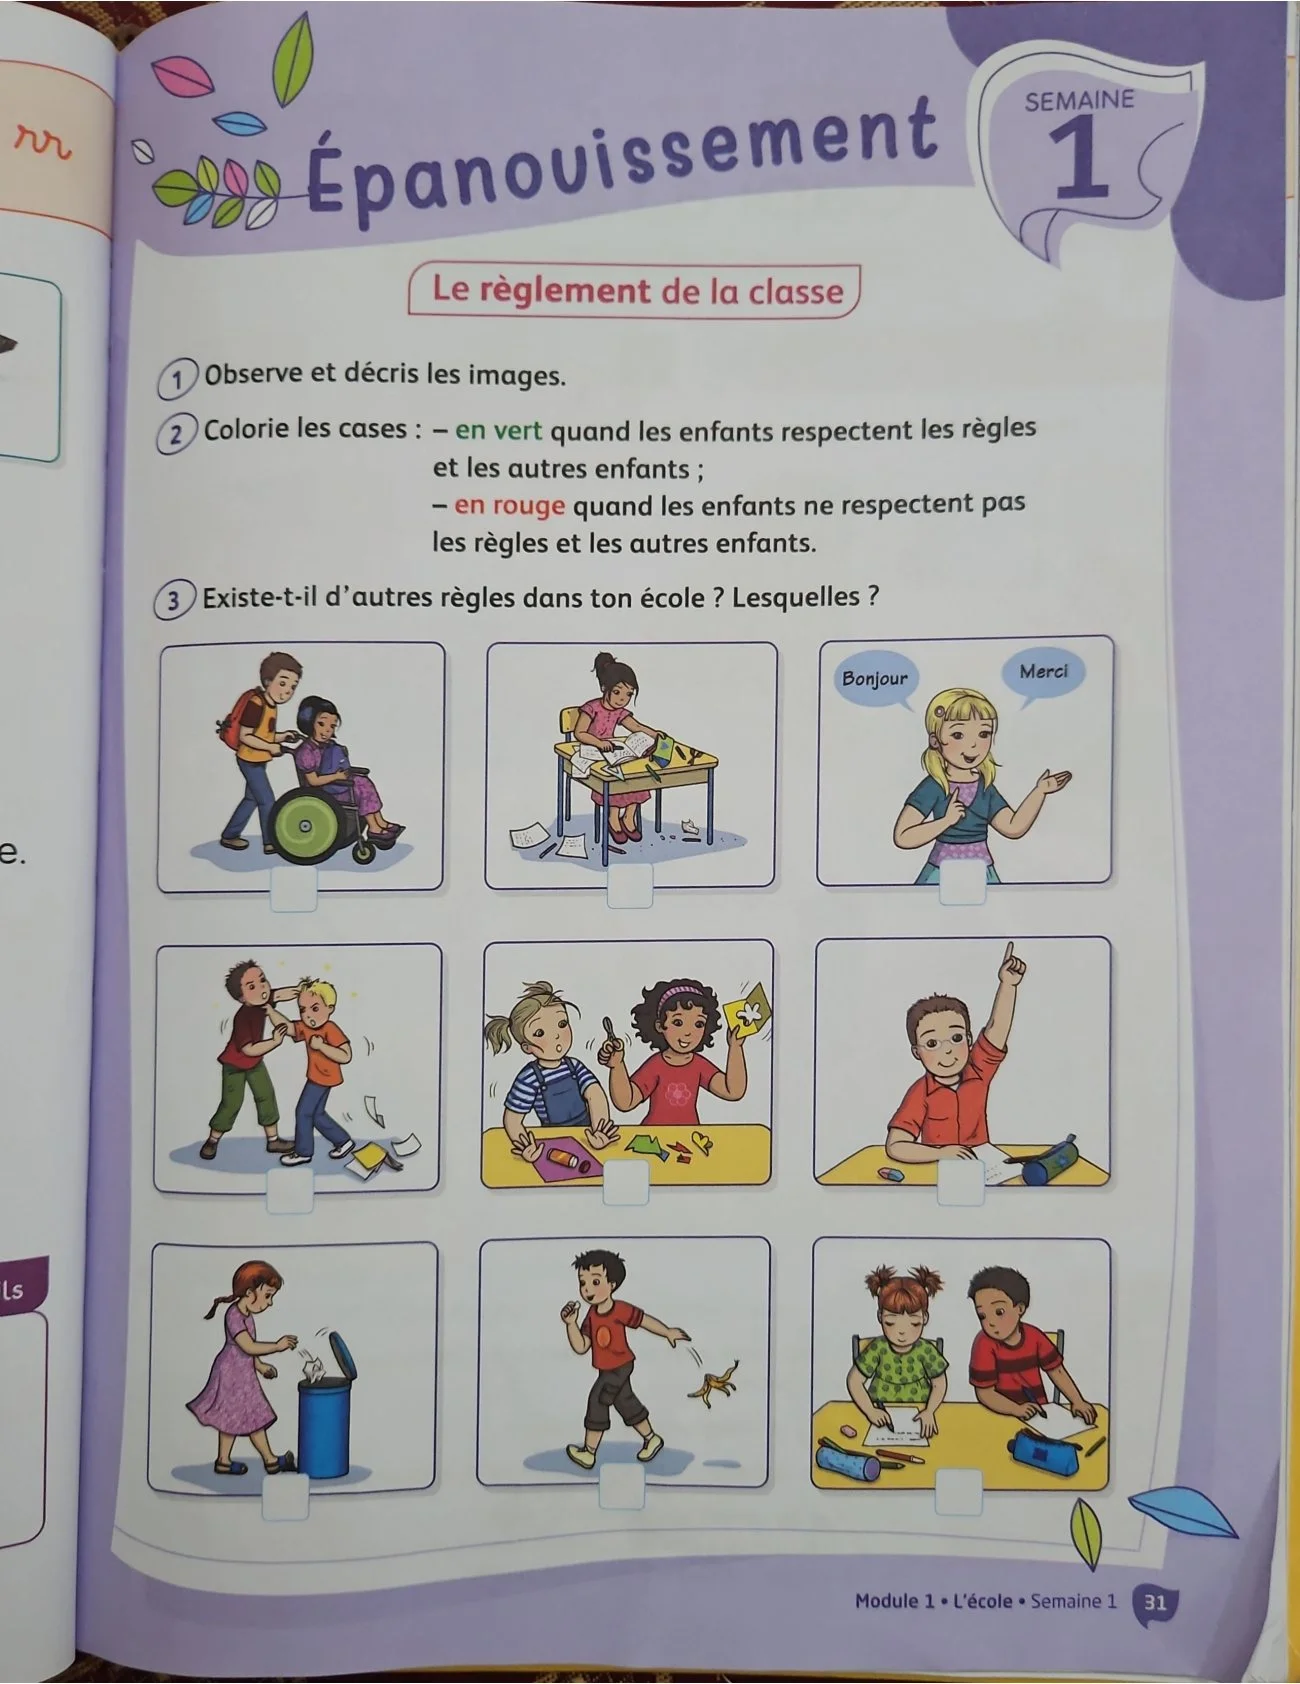 rr
e.
ils
Épanouissement
SEMAINE
1
Le règlement de la classe
1 Observe et décris les images.
2 Colorie les cases : – en vert quand les enfants respectent les règles
et les autres enfants ;
– en rouge quand les enfants ne respectent pas
les règles et les autres enfants.
3 Existe-t-il d'autres règles dans ton école ? Lesquelles ?
Bonjour
Merci
Module 1 • L'école • Semaine 1 31